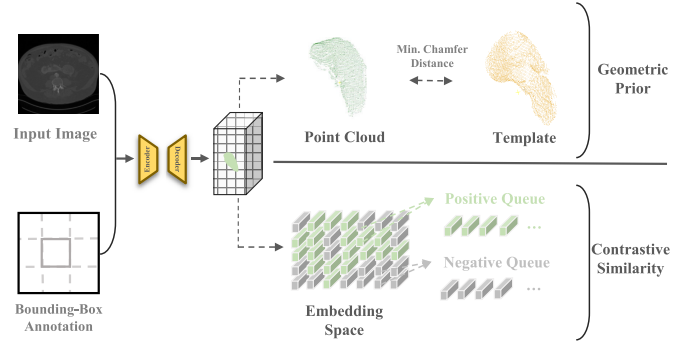 Input Image
Bounding-Box
Annotation
Encoder
Decoder
Min. Chamfer
Distance
Point Cloud
Template
Geometric
Prior
Positive Queue
...
Negative Queue
...
Embedding
Space
Contrastive
Similarity